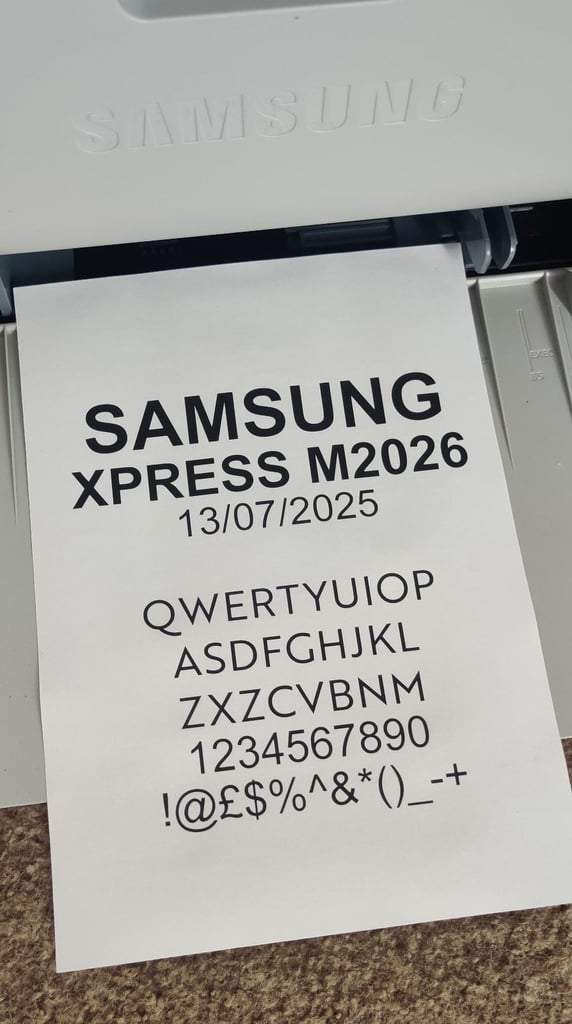 SAMSUNG
SAMSUNG
XPRESS M2026
13/07/2025
QWERTYUIOP
ASDFGHJKL
ZXZCVBNM
1234567890
!@£$%^&*()_-+